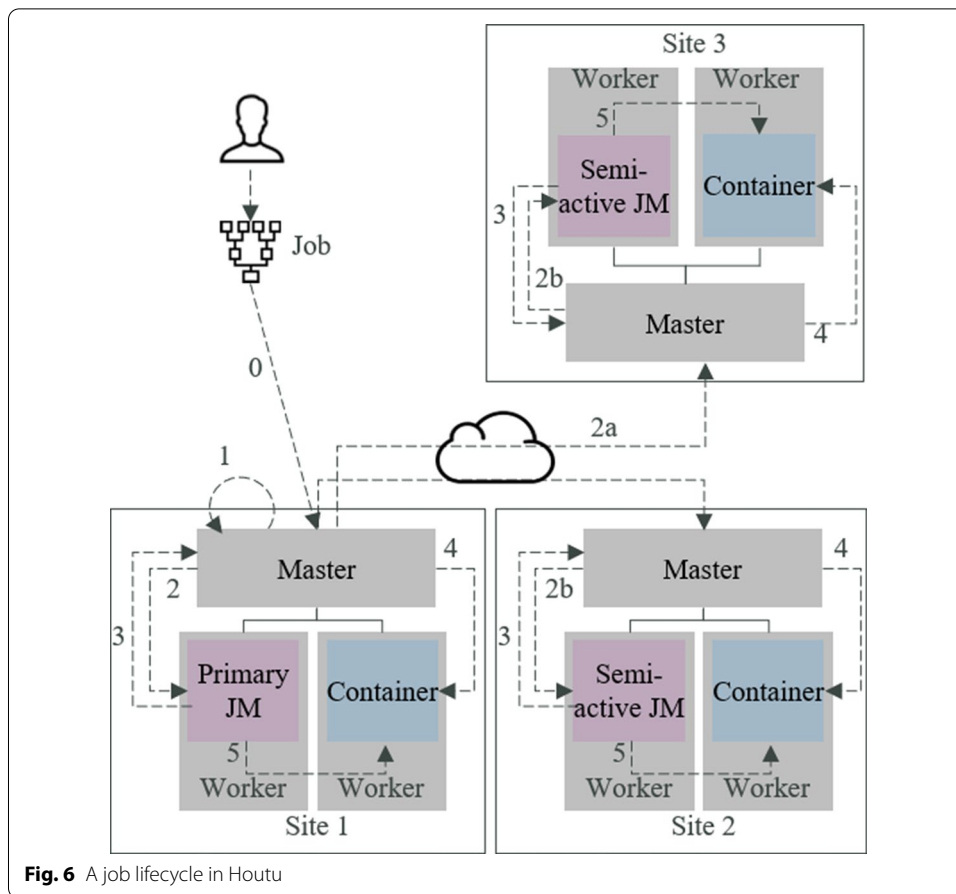 Site 3
Worker
Worker
5
Semi-
active JM
Container
3
2b
Master
4
Job
0
2a
1
Master
4
2
3
Primary
JM
Container
5
Worker
Worker
Site 1
Master
4
2b
3
Semi-
active JM
Container
5
Worker
Worker
Site 2
Fig. 6 A job lifecycle in Houtu